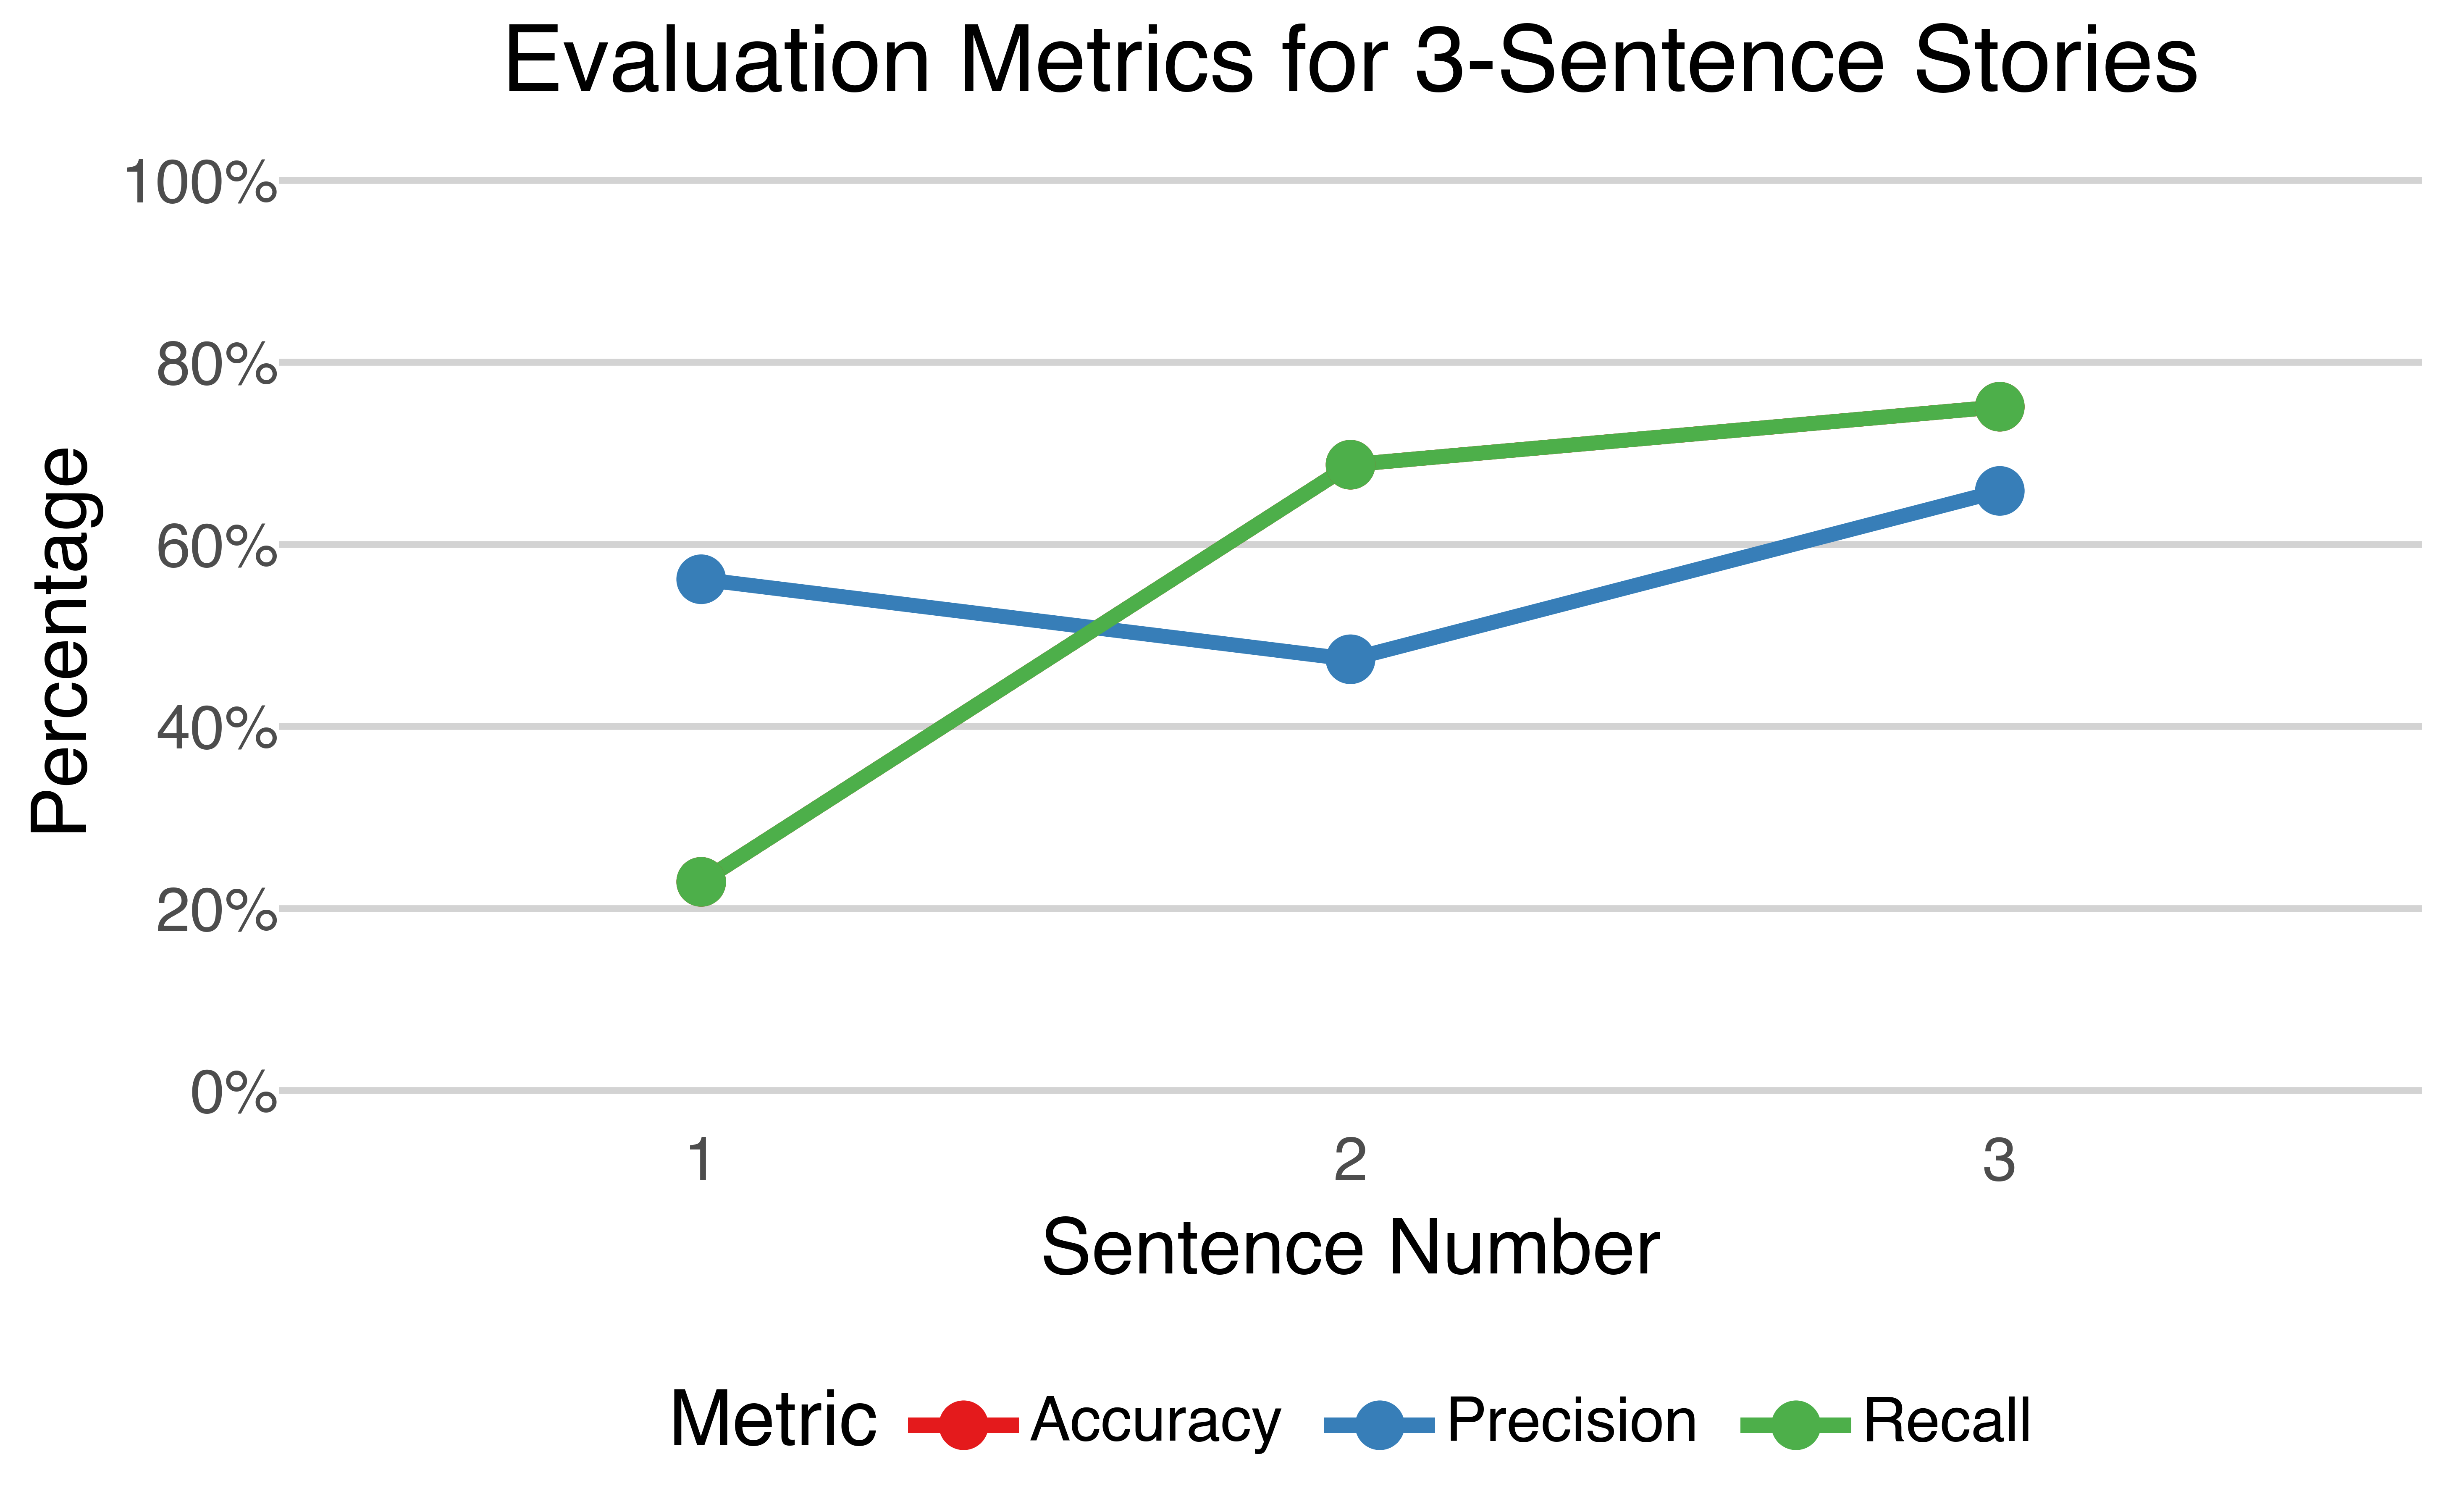 Evaluation Metrics for 3-Sentence Stories
100%
80%
60%
40%
20%
0%
Percentage
1 2 3
Sentence Number
Metric Accuracy Precision Recall